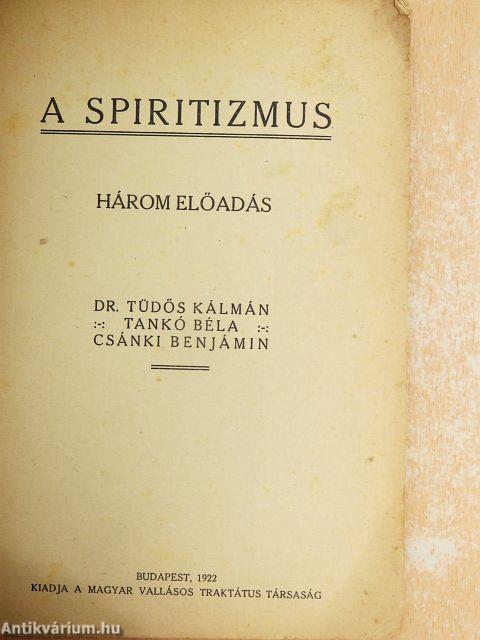 A SPIRITIZMUS
HÁROM ELŐADÁS
DR. TÜDŐS KÁLMÁN
:-: TANKÓ BÉLA :-:
CSÁNKI BENJÁMIN
BUDAPEST, 1922
KIADJA A MAGYAR VALLÁSOS TRAKTÁTUS TÁRSASÁG
Antikvárium.hu